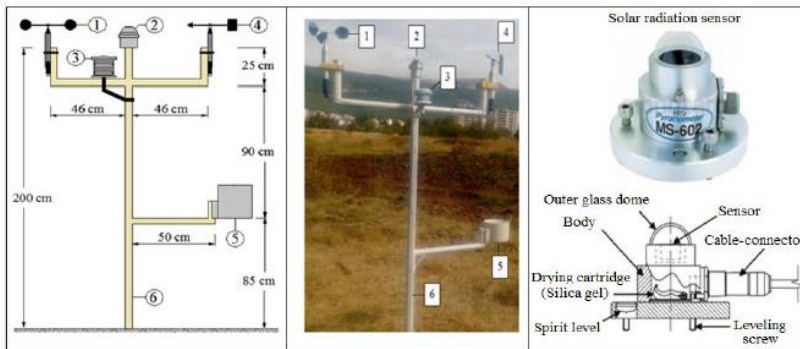 1
2
3
4
25 cm
46 cm
46 cm
90 cm
200 cm
50 cm
5
85 cm
6
1
2
3
4
5
6
Solar radiation sensor
Pyranometer
MS-602
Outer glass dome
Body
Sensor
Cable-connector
Drying cartridge
(Silica gel)
Spirit level
Leveling
screw